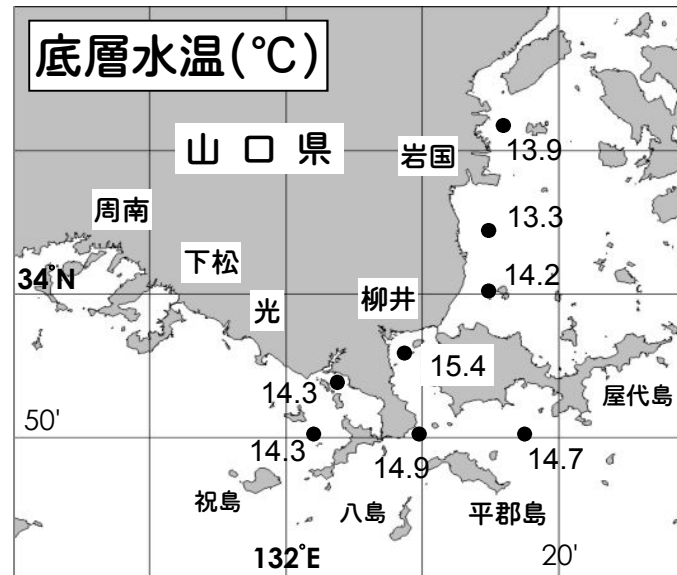 底層水温(℃)
山口県
岩国
13.9
周南
13.3
下松
14.2
34°N
光
柳井
15.4
14.3
屋代島
50'
14.3
14.9
14.7
祝島
八島
平郡島
132°E
20'